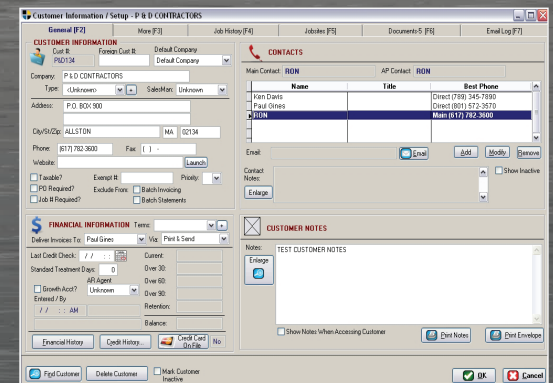 Customer Information / Setup - P & D CONTRACTORS
General [F2] More [F3] Job History [F4] Jobsites [F5] Documents-5 [F6] Email Log [F7]
CUSTOMER INFORMATION
Cust #: Foreign Cust #: Default Company
P&D134 Default Company
Company: P & D CONTRACTORS
Type: <Unknown> + SalesMan: Unknown
Address: P.O. BOX 900
City/St/Zip: ALLSTON MA 02134
Phone: (617) 782-3600 Fax: ( ) -
Website: Launch
Taxable? Exempt #: Priority:
PO Required? Exclude From: Batch Invoicing
Job # Required? Batch Statements
CONTACTS
Main Contact: RON AP Contact: RON
Name Title Best Phone
Ken Davis Direct (789) 345-7890
Paul Gines Direct (801) 572-3570
RON Main (617) 782-3600
Email: Email Add Modify Remove
Contact Notes: Show Inactive
Enlarge
FINANCIAL INFORMATION Terms: +
Deliver Invoices To: Paul Gines Via: Print & Send
Last Credit Check: / / : : Current:
Standard Treatment Days: 0 Over 30:
AR Agent Over 60:
Growth Acct? Unknown Over 90:
Entered / By Retention:
/ / : : AM
Balance:
Financial History Credit History... Credit Card On File No
CUSTOMER NOTES
Notes: TEST CUSTOMER NOTES
Enlarge
Show Notes When Accessing Customer Print Notes Print Envelope
Find Customer Delete Customer Mark Customer Inactive OK Cancel